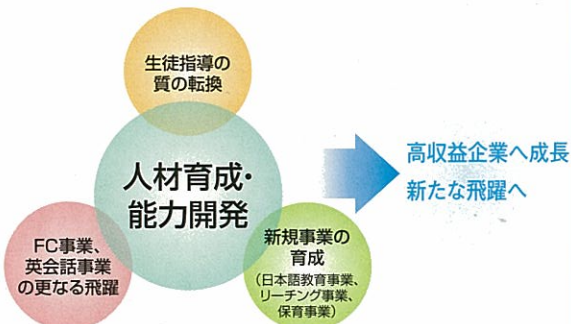 生徒指導の
質の転換
人材育成・
能力開発
FC事業、
英会話事業
の更なる飛躍
新規事業の
育成
(日本語教育事業、
リーチング事業、
保育事業)
高収益企業へ成長
新たな飛躍へ